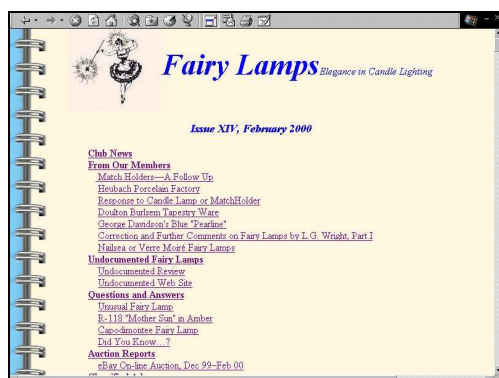 Fairy Lamps Elegance in Candle Lighting
Issue XIV, February 2000
Club News
From Our Members
Match Holders—A Follow Up
Heubach Porcelain Factory
Response to Candle Lamp or MatchHolder
Doulton Burlsem Tapestry Ware
George Davidson's Blue "Pearline"
Correction and Further Comments on Fairy Lamps by L.G. Wright, Part I
Nailsea or Verre Moiré Fairy Lamps
Undocumented Fairy Lamps
Undocumented Review
Undocumented Web Site
Questions and Answers
Unusual Fairy Lamp
R-118 "Mother Sun" in Amber
Capodimontee Fairy Lamp
Did You Know...?
Auction Reports
eBay On-line Auction, Dec 99-Feb 00